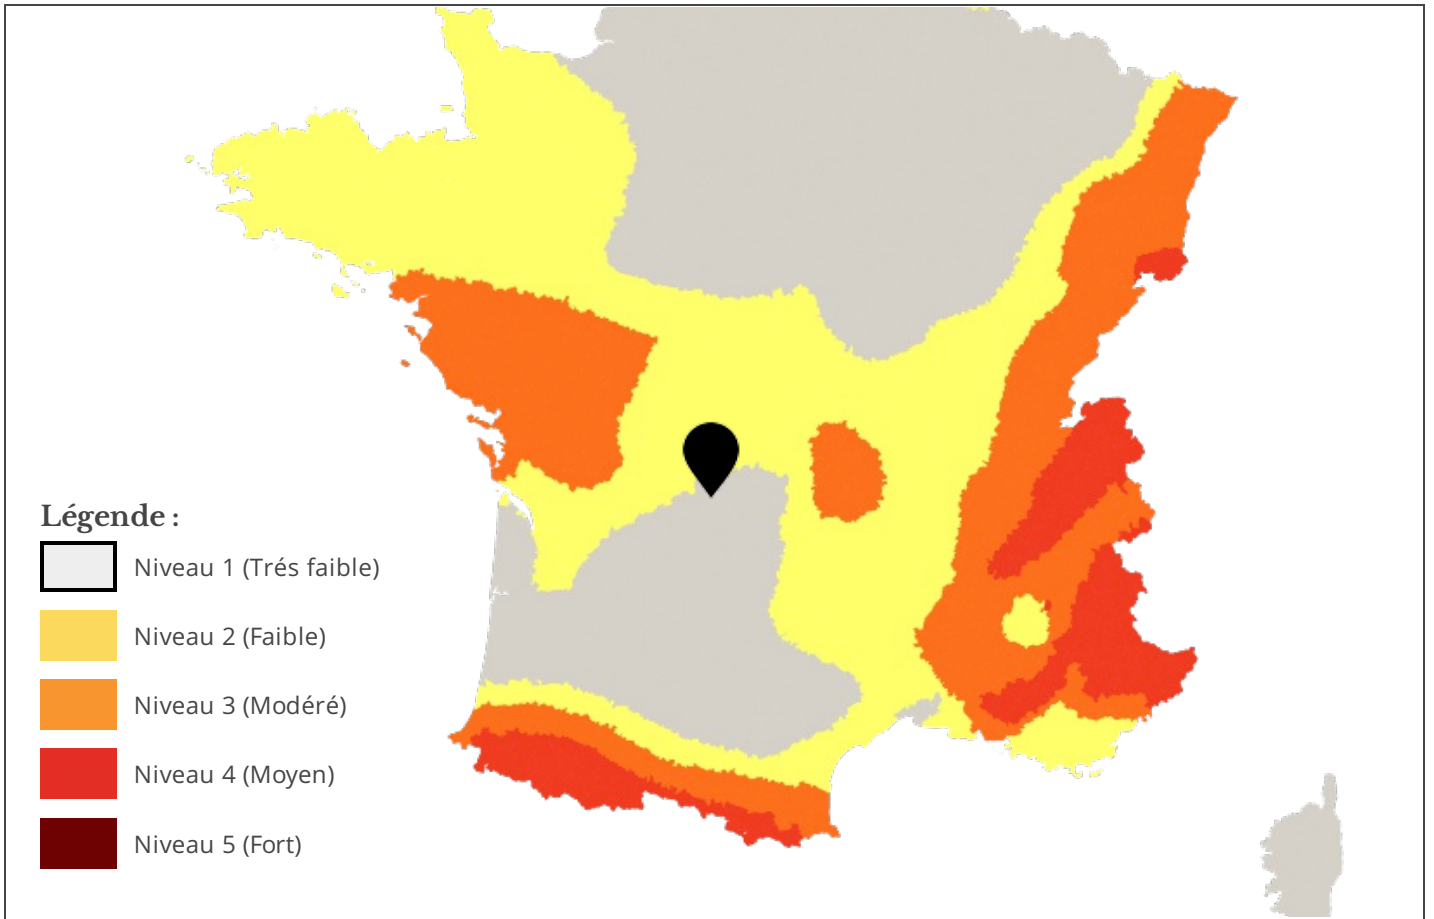 Légende :
Niveau 1 (Trés faible)
Niveau 2 (Faible)
Niveau 3 (Modéré)
Niveau 4 (Moyen)
Niveau 5 (Fort)